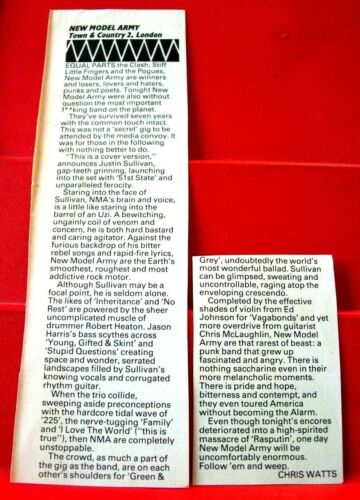 NEW MODEL ARMY
Town & Country 2, London
EQUAL PARTS the Clash, Stiff
Little Fingers and the Pogues,
New Model Army are winners
and losers, lovers and haters,
punks and poets. Tonight New
Model Army were also without
question the most important
f**king band on the planet.
They've survived seven years
with the common touch intact.
This was not a 'secret' gig to be
attended by the media convoy. It
was for those in the following
with nothing better to do.
"This is a cover version,"
announces Justin Sullivan,
gap-teeth grinning, launching
into the set with '51st State' and
unparalleled ferocity.
Staring into the face of
Sullivan, NMA's brain and voice,
is a little like staring into the
barrel of an Uzi. A bewitching,
ungainly coil of venom and
concern, he is both hard bastard
and caring agitator. Against the
furious backdrop of his bitter
rebel songs and rapid-fire lyrics,
New Model Army are the Earth's
smoothest, roughest and most
addictive rock motor.
Although Sullivan may be a
focal point, he is seldom alone.
The likes of 'Inheritance' and 'No
Rest' are powered by the sheer
uncomplicated muscle of
drummer Robert Heaton. Jason
Harris's bass scythes across
'Young, Gifted & Skint' and
'Stupid Questions' creating
space and wonder, serrated
landscapes filled by Sullivan's
knowing vocals and corrugated
rhythm guitar.
When the trio collide,
sweeping aside preconceptions
with the hardcore tidal wave of
'225', the nerve-tugging 'Family'
and 'I Love The World' ("this is
true"), then NMA are completely
unstoppable.
The crowd, as much a part of
the gig as the band, are on each
other's shoulders for 'Green &
Grey', undoubtedly the world's
most wonderful ballad. Sullivan
can be glimpsed, sweating and
uncontrollable, raging atop the
enveloping crescendo.
Completed by the effective
shades of violin from Ed
Johnson for 'Vagabonds' and yet
more overdrive from guitarist
Chris McLaughlin, New Model
Army are that rarest of beast: a
punk band that grew up
fascinated and angry. There is
nothing saccharine even in their
more melancholic moments.
There is pride and hope,
bitterness and contempt, and
they even toured America
without becoming the Alarm.
Even though tonight's encores
deteriorated into a high-spirited
massacre of 'Rasputin', one day
New Model Army will be
uncomfortably enormous.
Follow 'em and weep.
CHRIS WATTS